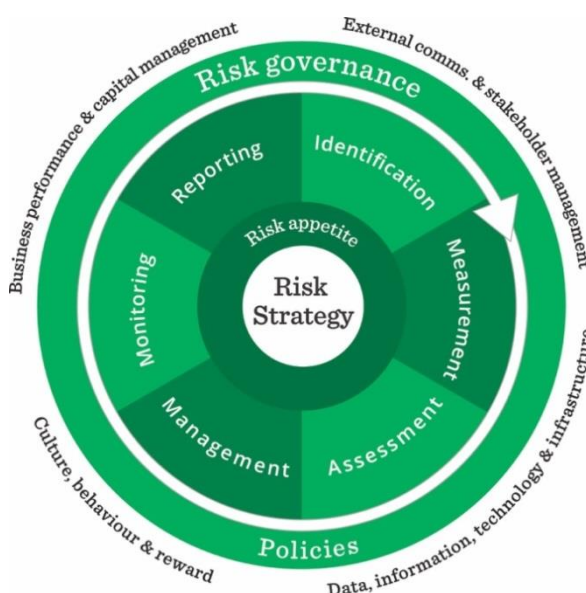 Business performance & capital management
External comms. & stakeholder management
Risk governance
Reporting
Identification
Risk appetite
Risk
Strategy
Monitoring
Measurement
Management
Assessment
Policies
Culture, behaviour & reward
Data, information, technology & infrastructure